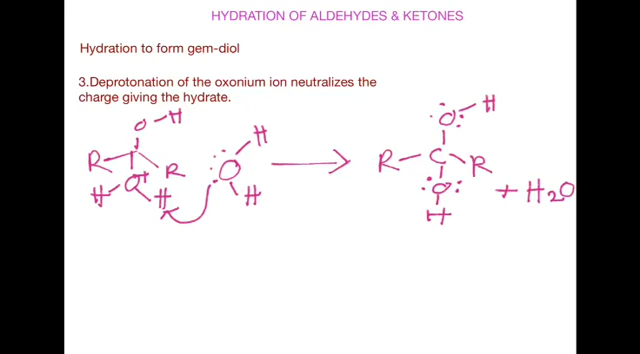 HYDRATION OF ALDEHYDES & KETONES
Hydration to form gem-diol
3.Deprotonation of the oxonium ion neutralizes the
charge giving the hydrate.
O-H
R
R
H O+ H
H
:O:
H
O-H
R-C-R
:O:
H
+ H2O